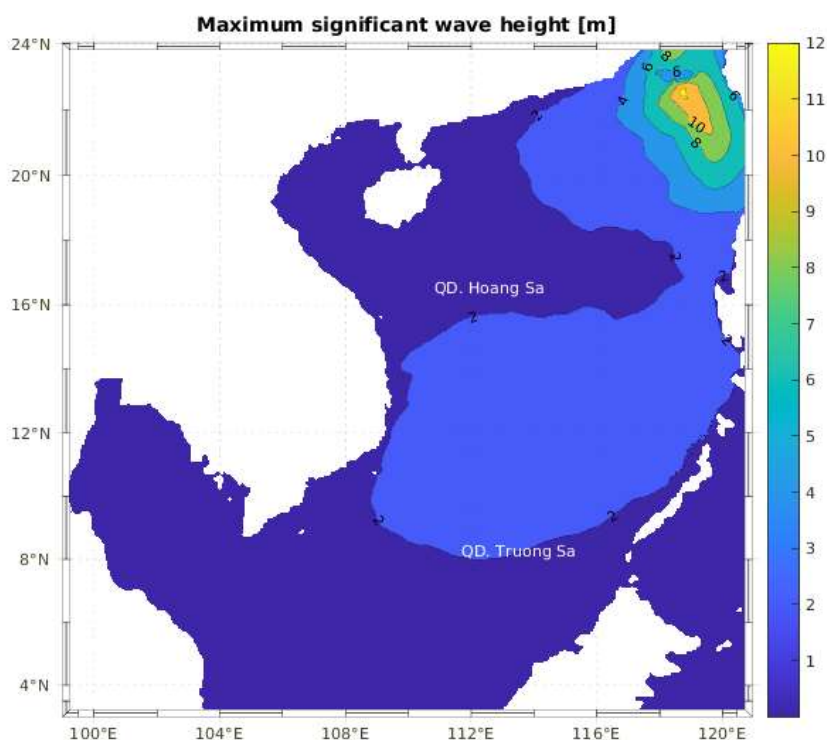 Maximum significant wave height [m]
24°N
20°N
16°N
12°N
8°N
4°N
100°E
104°E
108°E
112°E
116°E
120°E
8
6
6
4
6
10
8
2
2
2
QD. Hoang Sa
2
2
2
2
QD. Truong Sa
12
11
10
9
8
7
6
5
4
3
2
1